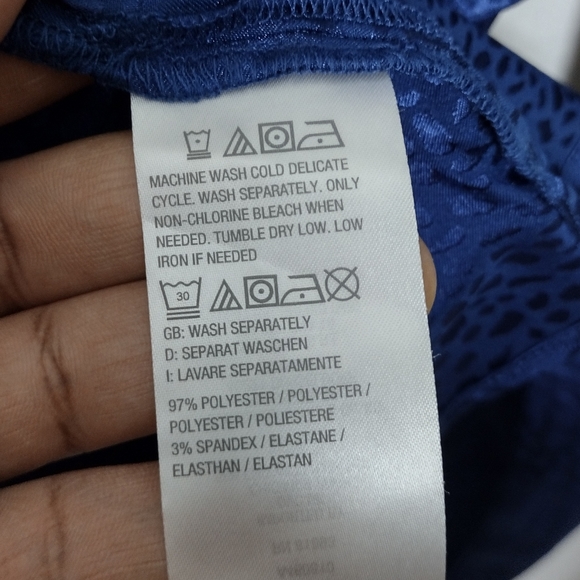 MACHINE WASH COLD DELICATE
CYCLE. WASH SEPARATELY. ONLY
NON-CHLORINE BLEACH WHEN
NEEDED. TUMBLE DRY LOW. LOW
IRON IF NEEDED
30
GB: WASH SEPARATELY
D: SEPARAT WASCHEN
I: LAVARE SEPARATAMENTE
97% POLYESTER / POLYESTER /
POLYESTER / POLIESTERE
3% SPANDEX / ELASTANE /
ELASTHAN / ELASTAN